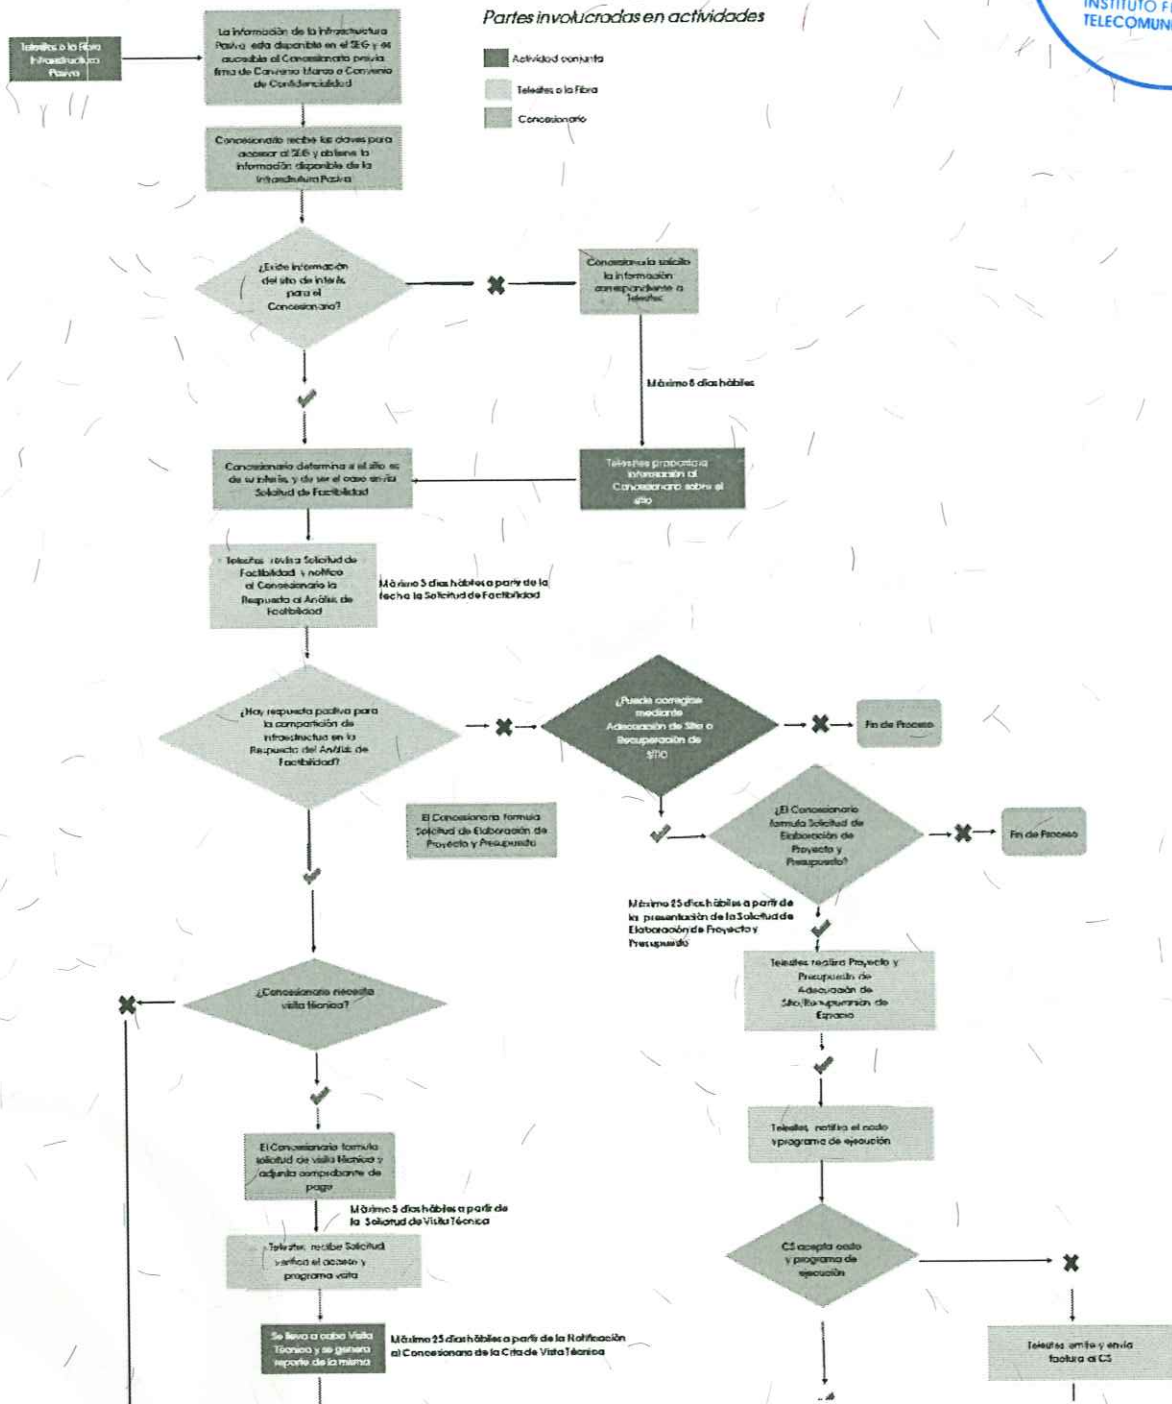 Partes involucradas en actividades
INSTITUTO F
TELECOMUN
Actividad conjunta
Telesites o la Fibra
Concesionario
Telesites o la Fibra
Infraestructura
Pasiva
La información de la Infraestructura
Pasiva está disponible en el SEG y es
accesible al Concesionario previa
firma de Convenio Marco o Convenio
de Confidencialidad
Concesionario recibe las claves para
accesar al SEG y obtiene la
información disponible de la
Infraestrutura Pasiva
¿Existe información
del sitio de interés
para el
Concesionario?
Concesionario solicita
la información
correspondiente a
Telesites
Máximo 5 días hábiles
Concesionario determina si el sitio es
de su interés, y de ser el caso envía
Solicitud de Factibilidad
Telesites proporciona
información al
Concesionario sobre el
sitio
Telesites revisa Solicitud de
Factibilidad y notifica
al Concesionario la
Respuesta al Análisis de
Factibilidad
Máximo 5 días hábiles a partir de la
fecha la Solicitud de Factibilidad
¿Hay respuesta positiva para
la compartición de
infraestructua en la
Respuesta del Análisis de
Factibilidad?
¿Puede corregirse
mediante
Adecuación de Sitio o
Recuperación de
sitio
Fin de Proceso
El Concesionario formula
Solicitud de Elaboración de
Proyecto y Presupuesto
¿El Concesionario
formula Solicitud de
Elaboración de
Proyecto y
Presupuesto?
Fin de Proceso
Máximo 25 días hábiles a partir de
la presentación de la Solicitud de
Elaboración de Proyecto y
Presupuesto
Telesites realiza Proyecto y
Presupuesto de
Adecuación de
Sitio/Recuperación de
Espacio
¿Concesionario necesita
visita técnica?
Telesites notifica el costo
y programa de ejecución
El Concesionario formula
solicitud de visita técnica y
adjunta comprobante de
pago
Máximo 5 días hábiles a partir de
la Solicitud de Visita Técnica
Telesites recibe Solicitud
verifica el acceso y
programa visita
CS acepta costo
y programa de
ejecución
Se lleva a cabo Visita
Técnica y se genera
reporte de la misma
Máximo 25 días hábiles a partir de la Notificación
al Concesionario de la Cita de Vista Técnica
Telesites emite y envía
factura al CS